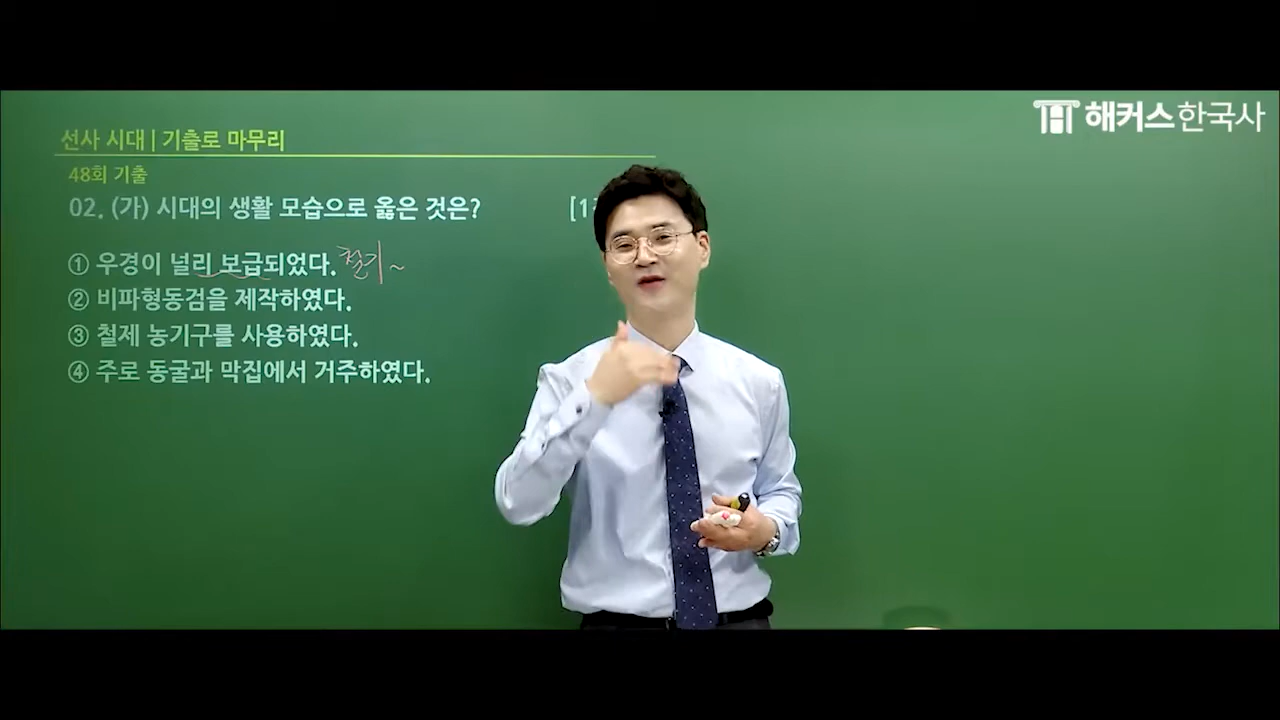 해커스한국사
선사 시대 | 기출로 마무리
48회 기출
02. (가) 시대의 생활 모습으로 옳은 것은? [1
① 우경이 널리 보급되었다. 철기~
② 비파형동검을 제작하였다.
③ 철제 농기구를 사용하였다.
④ 주로 동굴과 막집에서 거주하였다.